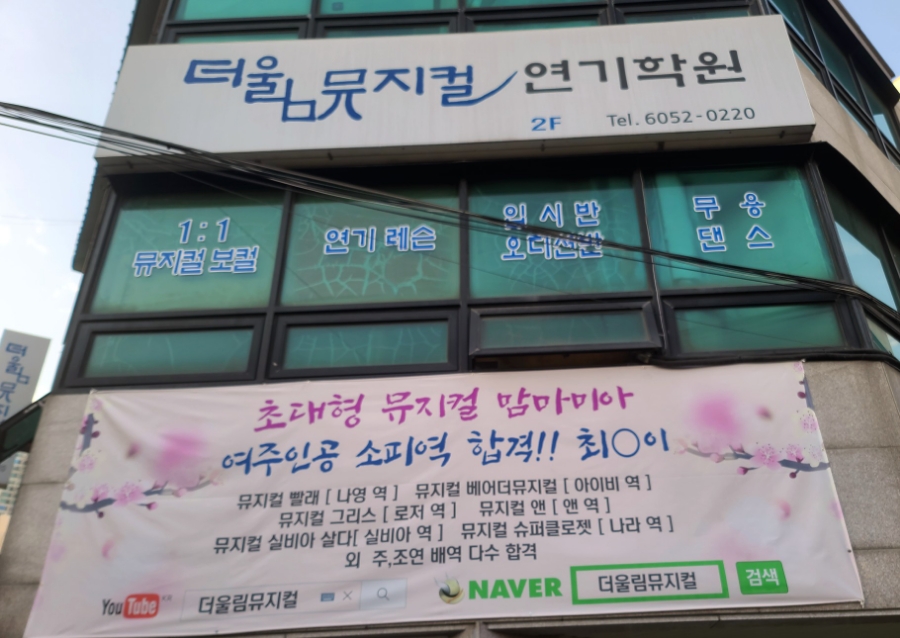 더울림뮤지컬 연기학원
2F Tel. 6052-0220
1:1
뮤지컬 보컬
연기 레슨
입시반
오디션반
무용
댄스
초대형 뮤지컬 맘마미아
여주인공 소피역 합격!! 최○이
뮤지컬 빨래 [ 나영 역 ] 뮤지컬 베어더뮤지컬 [ 아이비 역 ]
뮤지컬 그리스 [ 로저 역 ] 뮤지컬 앤 [ 앤 역 ]
뮤지컬 실비아 살다[ 실비아 역 ] 뮤지컬 슈퍼클로젯 [ 나라 역 ]
외 주,조연 배역 다수 합격
YouTube KR 더울림뮤지컬 × NAVER 더울림뮤지컬 검색
더울림뮤지